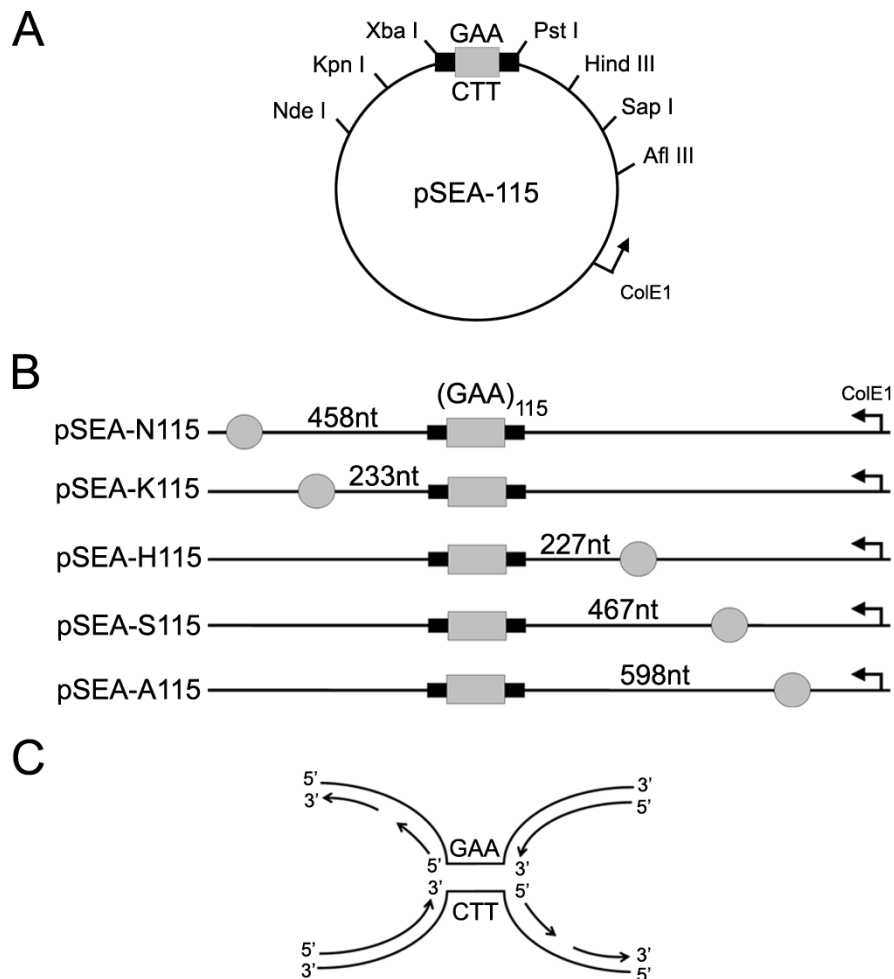 A
Xba I
GAA
Pst I
Kpn I
Hind III
CTT
Nde I
Sap I
Afl III
pSEA-115
ColE1
B
(GAA)115
ColE1
pSEA-N115
458nt
pSEA-K115
233nt
pSEA-H115
227nt
pSEA-S115
467nt
pSEA-A115
598nt
C
5’
3’
3’
5’
GAA
5’
3’
3’
5’
CTT
5’
3’
3’
5’